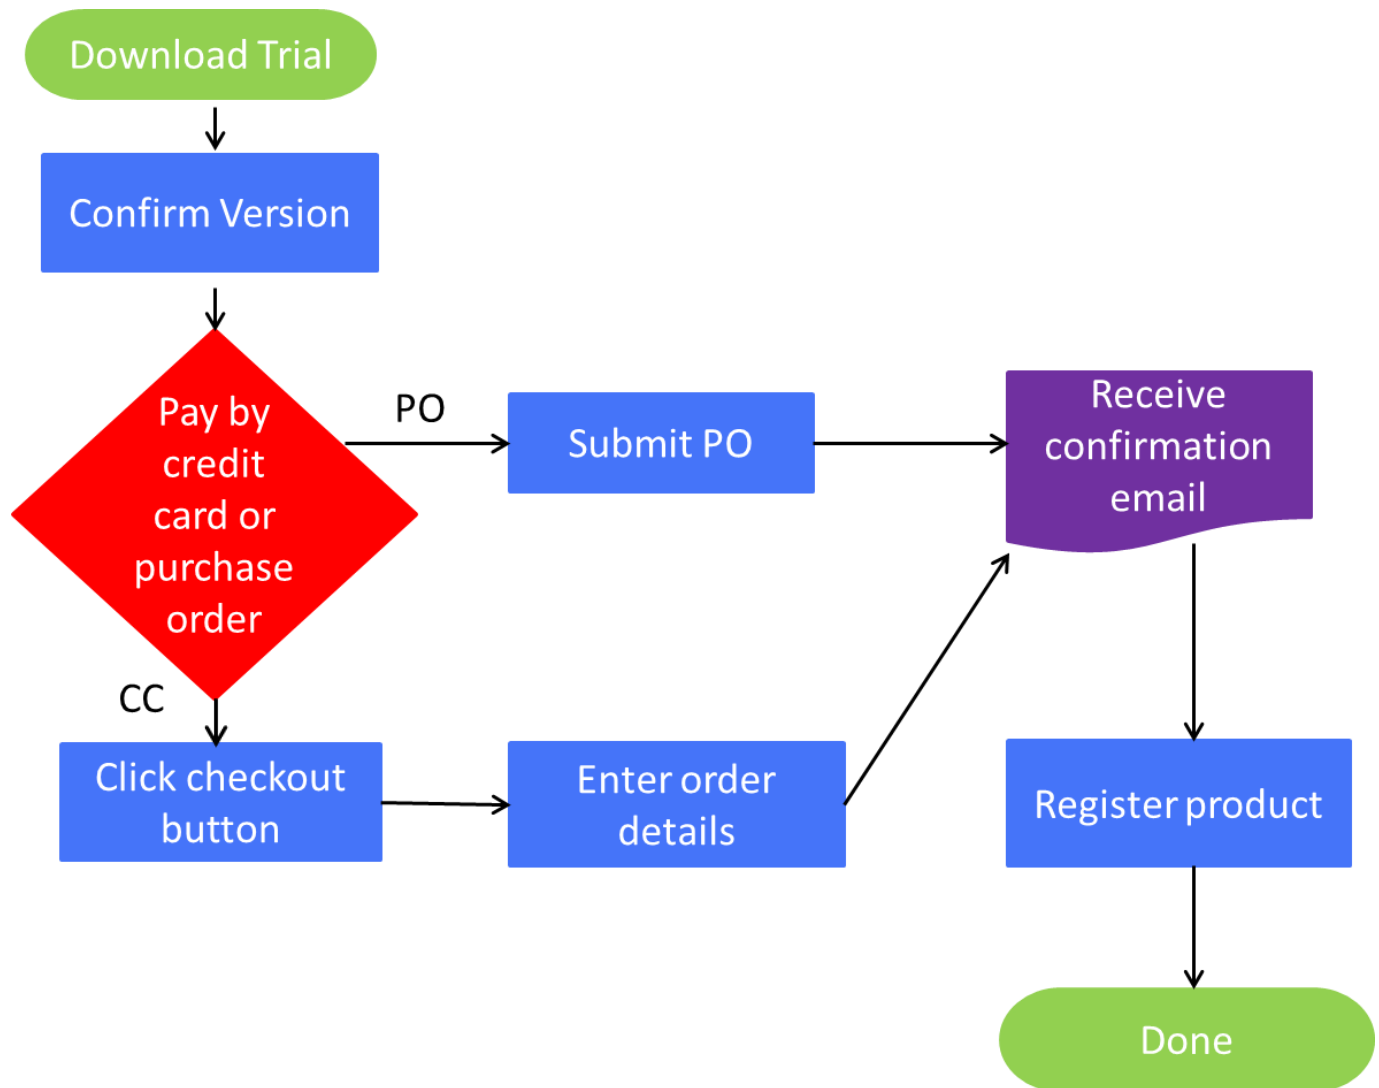 Download Trial
Confirm Version
Pay by
credit
card or
purchase
order
PO
Submit PO
Receive
confirmation
email
CC
Click checkout
button
Enter order
details
Register product
Done